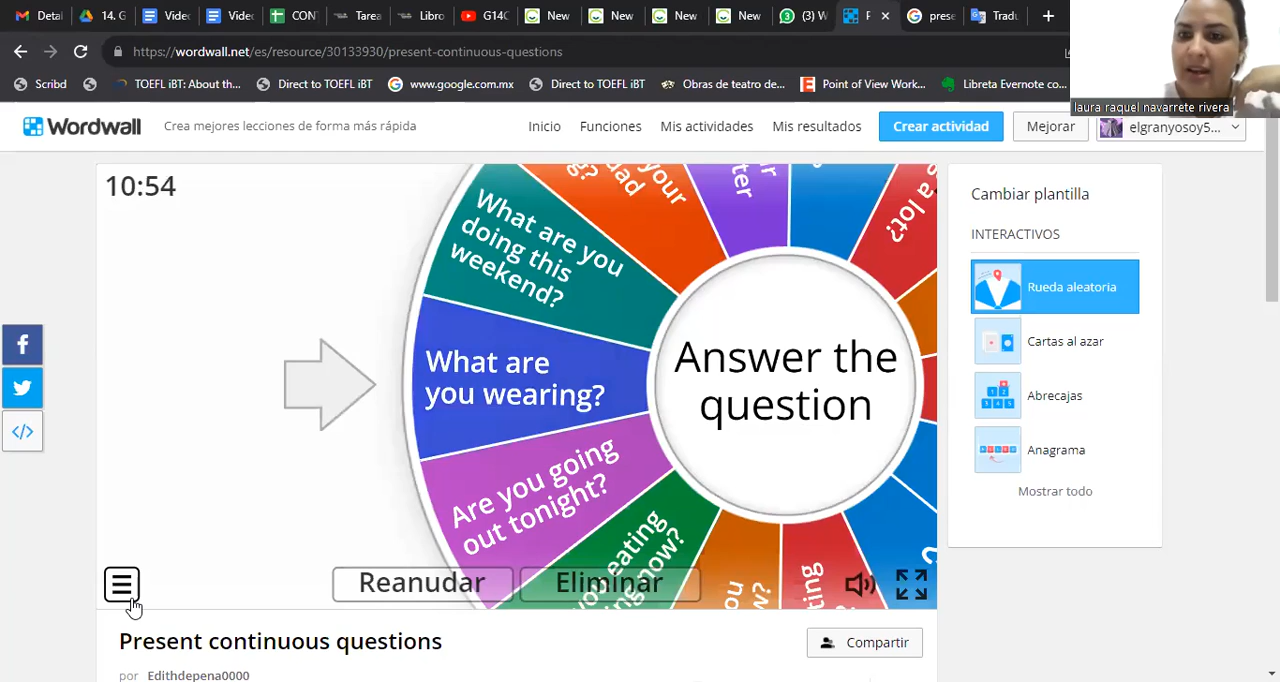 Detal
14. G
Video
Video
CON
Tarea
Libro
G14C
New
New
New
New
(3) W
F
prese
Tradu
https://wordwall.net/es/resource/30133930/present-continuous-questions
Scribd
TOEFL iBT: About th...
Direct to TOEFL iBT
www.google.com.mx
Direct to TOEFL iBT
Obras de teatro de...
Point of View Work...
Libreta Evernote co...
laura raquel navarrete rivera
Wordwall
Crea mejores lecciones de forma más rápida
Inicio
Funciones
Mis actividades
Mis resultados
Crear actividad
Mejorar
elgranyosoy5...
10:54
your
ter
s a lot?
What are you
doing this
weekend?
What are
you wearing?
Are you going
out tonight?
you eating
Answer the
question
Reanudar
Eliminar
Cambiar plantilla
INTERACTIVOS
Rueda aleatoria
Cartas al azar
Abrecajas
Anagrama
Mostrar todo
Present continuous questions
Compartir
por Edithdepena0000